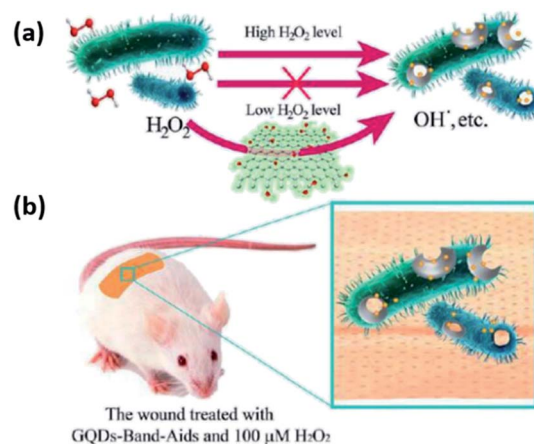 (a)
High H₂O₂ level
Low H₂O₂ level
H₂O₂
OH˙, etc.
(b)
The wound treated with
GQDs-Band-Aids and 100 μM H₂O₂